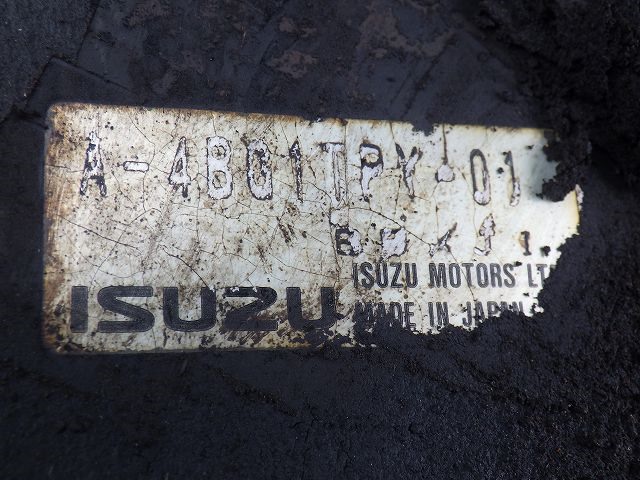 A-4BG1TPY-01
ISUZU MOTORS LT
ISUZU
MADE IN JAPAN